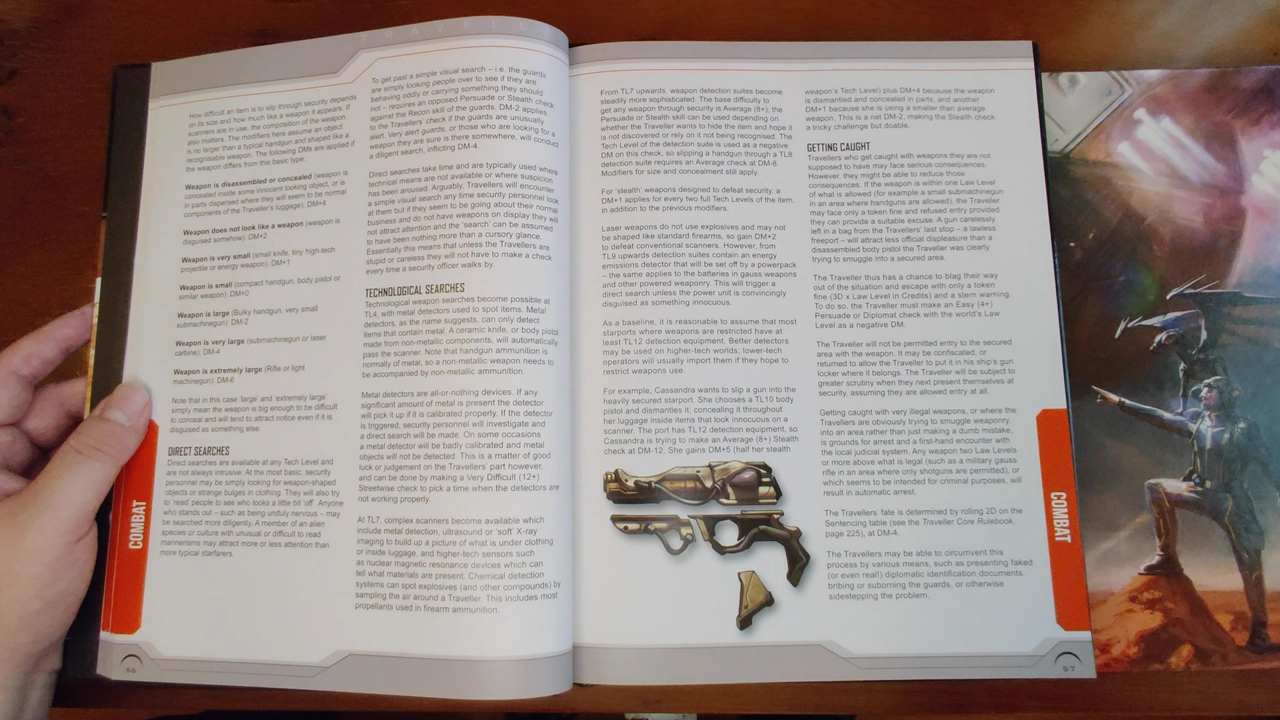 TRAVELL
How difficult an item is to slip through security depends
on its size and how much like a weapon it appears. If
scanners are in use, the composition of the weapon
also matters. The modifiers here assume an object
is no larger than a typical handgun and shaped like a
recognisable weapon. The following DMs are applied if
the weapon differs from this basic type:
Weapon is disassembled or concealed (weapon is
concealed inside some innocent looking object, or is
in parts dispersed where they will seem to be normal
components of the Traveller's luggage): DM+4
Weapon does not look like a weapon (weapon is
disguised somehow): DM+2
Weapon is very small (small knife, tiny high-tech
projectile or energy weapon): DM+1
Weapon is small (compact handgun, body pistol or
similar weapon): DM+0
Weapon is large (Bulky handgun, very small
submachinegun): DM-2
Weapon is very large (submachinegun or laser
carbine): DM-4
Weapon is extremely large (Rifle or light
machinegun): DM-6
Note that in this case 'large' and 'extremely large'
simply mean the weapon is big enough to be difficult
to conceal and will tend to attract notice even if it is
disguised as something else.
DIRECT SEARCHES
Direct searches are available at any Tech Level and
are not always intrusive. At the most basic, security
personnel may be simply looking for weapon-shaped
objects or strange bulges in clothing. They will also try
to 'read' people to see who looks a little bit 'off'. Anyone
who stands out – such as being unduly nervous – may
be searched more diligently. A member of an alien
species or culture with unusual or difficult to read
mannerisms may attract more or less attention than
more typical starfarers.
To get past a simple visual search – i.e. the guards
are simply looking people over to see if they are
behaving oddly or carrying something they should
not – requires an opposed Persuade or Stealth check
against the Recon skill of the guards. DM-2 applies
to the Travellers' check if the guards are unusually
alert. Very alert guards, or those who are looking for a
weapon they are sure is there somewhere, will conduct
a diligent search, inflicting DM-4.
Direct searches take time and are typically used where
technical means are not available or where suspicion
has been aroused. Arguably, Travellers will encounter
a simple visual search any time security personnel look
at them but if they seem to be going about their normal
business and do not have weapons on display they will
not attract attention and the 'search' can be assumed
to have been nothing more than a cursory glance.
Essentially this means that unless the Travellers are
stupid or careless they will not have to make a check
every time a security officer walks by.
TECHNOLOGICAL SEARCHES
Technological weapon searches become possible at
TL4, with metal detectors used to spot items. Metal
detectors, as the name suggests, can only detect
items that contain metal. A ceramic knife, or body pistol
made from non-metallic components, will automatically
pass the scanner. Note that handgun ammunition is
normally of metal, so a non-metallic weapon needs to
be accompanied by non-metallic ammunition.
Metal detectors are all-or-nothing devices. If any
significant amount of metal is present the detector
will pick up if it is calibrated properly. If the detector
is triggered, security personnel will investigate and
a direct search will be made. On some occasions
a metal detector will be badly calibrated and metal
objects will not be detected. This is a matter of good
luck or judgement on the Travellers' part however,
and can be done by making a Very Difficult (12+)
Streetwise check to pick a time when the detectors are
not working properly.
At TL7, complex scanners become available which
include metal detection, ultrasound or 'soft' X-ray
imaging to build up a picture of what is under clothing
or inside luggage, and higher-tech sensors such
as nuclear magnetic resonance devices which can
tell what materials are present. Chemical detection
systems can spot explosives (and other compounds) by
sampling the air around a Traveller. This includes most
propellants used in firearm ammunition.
COMBAT
56
From TL7 upwards, weapon detection suites become
steadily more sophisticated. The base difficulty to
get any weapon through security is Average (8+); the
Persuade or Stealth skill can be used depending on
whether the Traveller wants to hide the item and hope it
is not discovered or rely on it not being recognised. The
Tech Level of the detection suite is used as a negative
DM on this check, so slipping a handgun through a TL8
detection suite requires an Average check at DM-8.
Modifiers for size and concealment still apply.
For 'stealth' weapons designed to defeat security, a
DM+1 applies for every two full Tech Levels of the item,
in addition to the previous modifiers.
Laser weapons do not use explosives and may not
be shaped like standard firearms, so gain DM+2
to defeat conventional scanners. However, from
TL9 upwards detection suites contain an energy
emissions detector that will be set off by a powerpack
– the same applies to the batteries in gauss weapons
and other powered weaponry. This will trigger a
direct search unless the power unit is convincingly
disguised as something innocuous.
As a baseline, it is reasonable to assume that most
starports where weapons are restricted have at
least TL12 detection equipment. Better detectors
may be used on higher-tech worlds; lower-tech
operators will usually import them if they hope to
restrict weapons use.
For example, Cassandra wants to slip a gun into the
heavily secured starport. She chooses a TL10 body
pistol and dismantles it, concealing it throughout
her luggage inside items that look innocuous on a
scanner. The port has TL12 detection equipment, so
Cassandra is trying to make an Average (8+) Stealth
check at DM-12. She gains DM+5 (half her stealth
weapon's Tech Level) plus DM+4 because the weapon
is dismantled and concealed in parts, and another
DM+1 because she is using a smaller than average
weapon. This is a net DM-2, making the Stealth check
a tricky challenge but doable.
GETTING CAUGHT
Travellers who get caught with weapons they are not
supposed to have may face serious consequences.
However, they might be able to reduce those
consequences. If the weapon is within one Law Level
of what is allowed (for example a small submachinegun
in an area where handguns are allowed), the Traveller
may face only a token fine and refused entry provided
they can provide a suitable excuse. A gun carelessly
left in a bag from the Travellers' last stop – a lawless
freeport – will attract less official displeasure than a
disassembled body pistol the Traveller was clearly
trying to smuggle into a secured area.
The Traveller thus has a chance to blag their way
out of the situation and escape with only a token
fine (3D x Law Level in Credits) and a stern warning.
To do so, the Traveller must make an Easy (4+)
Persuade or Diplomat check with the world's Law
Level as a negative DM.
The Traveller will not be permitted entry to the secured
area with the weapon. It may be confiscated, or
returned to allow the Traveller to put it in his ship's gun
locker where it belongs. The Traveller will be subject to
greater scrutiny when they next present themselves at
security, assuming they are allowed entry at all.
Getting caught with very illegal weapons, or where the
Travellers are obviously trying to smuggle weaponry
into an area rather than just making a dumb mistake,
is grounds for arrest and a first-hand encounter with
the local judicial system. Any weapon two Law Levels
or more above what is legal (such as a military gauss
rifle in an area where only shotguns are permitted), or
which seems to be intended for criminal purposes, will
result in automatic arrest.
The Travellers' fate is determined by rolling 2D on the
Sentencing table (see the Traveller Core Rulebook,
page 225), at DM-4.
The Travellers may be able to circumvent this
process by various means, such as presenting faked
(or even real!) diplomatic identification documents,
bribing or suborning the guards, or otherwise
sidestepping the problem.
COMBAT
57